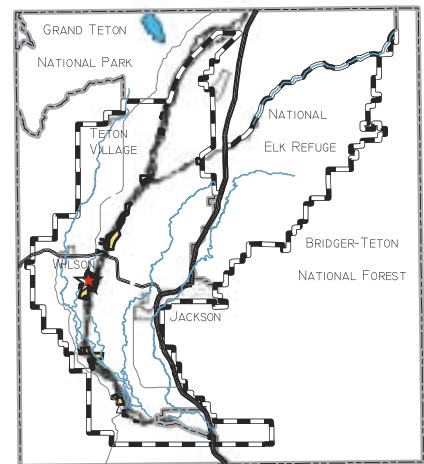 GRAND TETON
NATIONAL PARK
NATIONAL
ELK REFUGE
TETON
VILLAGE
BRIDGER-TETON
NATIONAL FOREST
WILSON
JACKSON